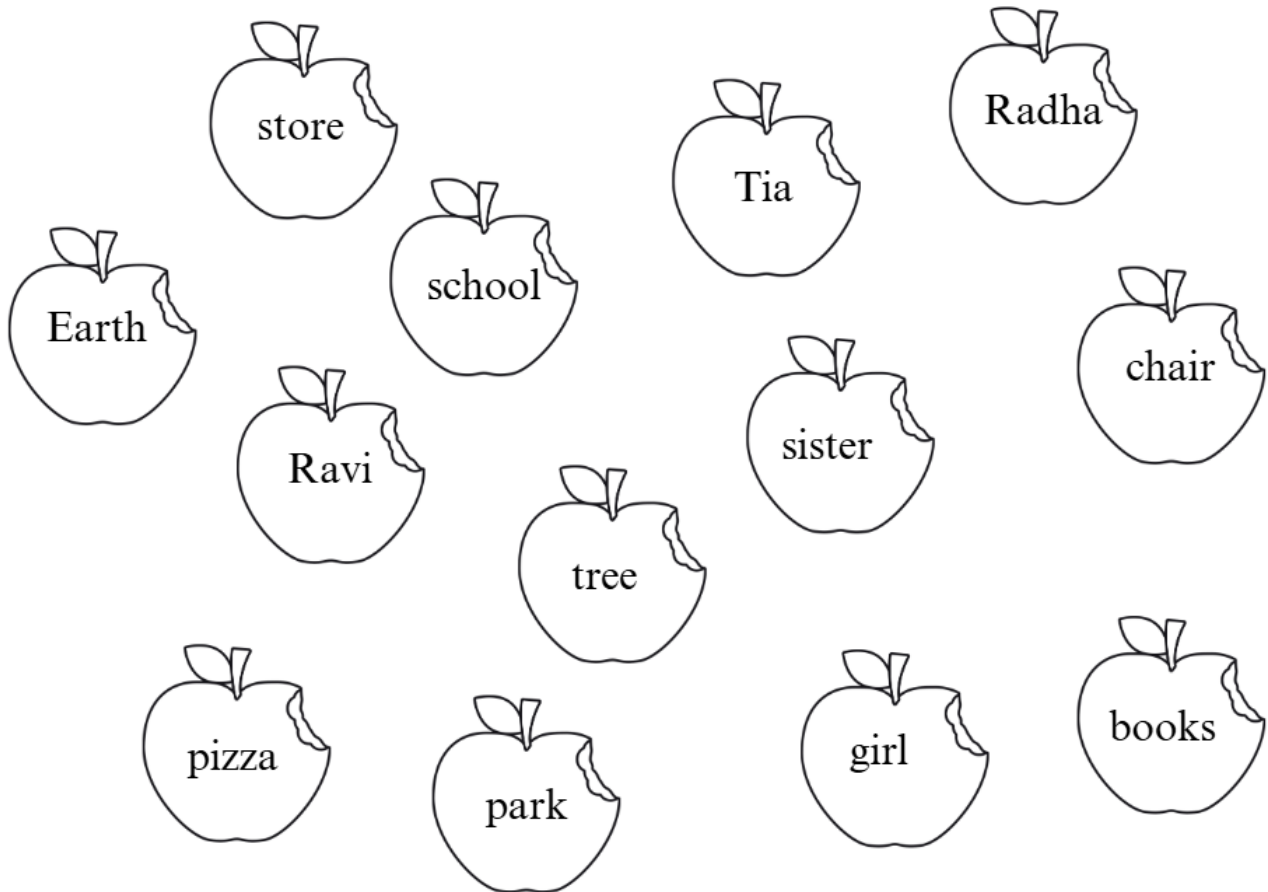 store
Radha
Tia
school
Earth
chair
Ravi
sister
tree
pizza
park
girl
books